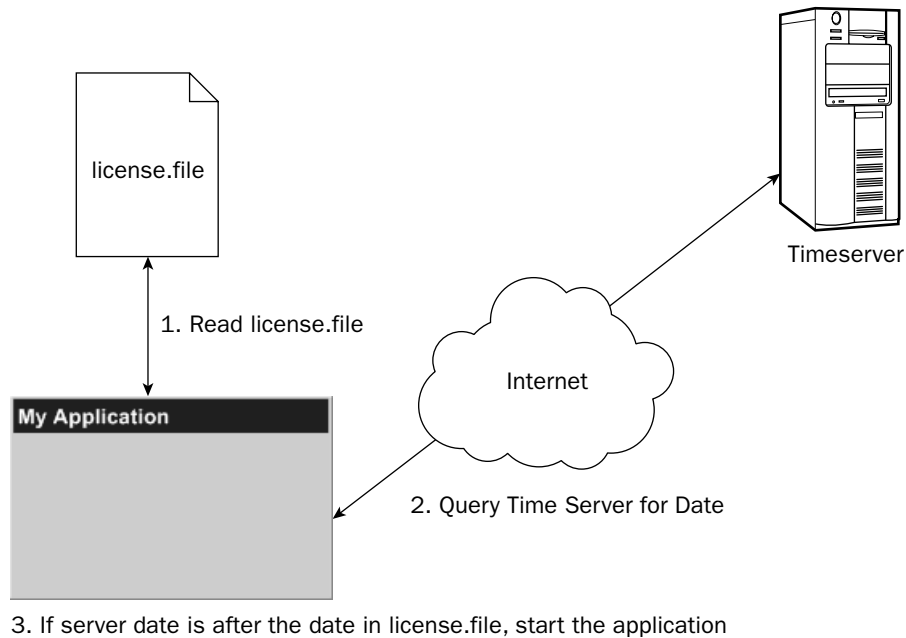 license.file
Timeserver
1. Read license.file
Internet
My Application
2. Query Time Server for Date
3. If server date is after the date in license.file, start the application